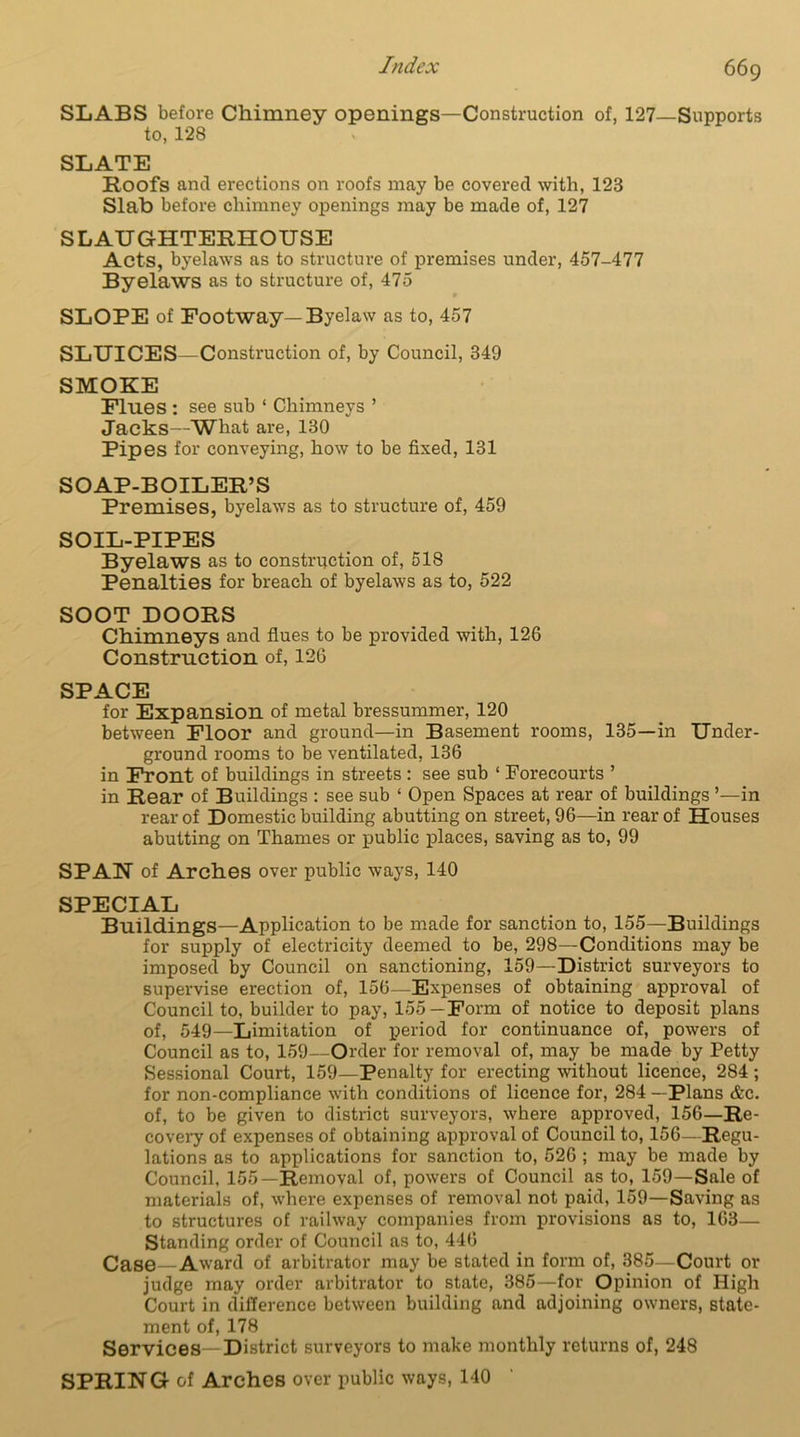 Index 669
SLABS before Chimney openings—Construction of, 127—Supports
to, 128
SLATE
Roofs and erections on roofs may be covered with, 123
Slab before chimney openings may be made of, 127
SLAUGHTERHOUSE
Acts, byelaws as to structure of premises under, 457-477
Byelaws as to structure of, 475
SLOPE of Footway—Byelaw as to, 457
SLUICES—Construction of, by Council, 349
SMOKE
Flues : see sub ‘ Chimneys ’
Jacks—What are, 130
Pipes for conveying, how to be fixed, 131
SOAP-BOILER’S
Premises, byelaws as to structure of, 459
SOIL-PIPES
Byelaws as to construction of, 518
Penalties for breach of byelaws as to, 522
SOOT DOORS
Chimneys and flues to be provided with, 126
Construction of, 126
SPACE
for Expansion of metal bressummer, 120
between Floor and ground—in Basement rooms, 135—in Under-
ground rooms to be ventilated, 136
in Front of buildings in streets : see sub ‘ Forecourts ’
in Rear of Buildings : see sub ‘ Open Spaces at rear of buildings ’—in
rear of Domestic building abutting on street, 96—in rear of Houses
abutting on Thames or public places, saving as to, 99
SPAN of Arches over public ways, 140
SPECIAL
Buildings—Application to be made for sanction to, 155—Buildings
for supply of electricity deemed to be, 298—Conditions may be
imposed by Council on sanctioning, 159—District surveyors to
supervise erection of, 156—Expenses of obtaining approval of
Council to, builder to pay, 155—Form of notice to deposit plans
of, 549—Limitation of period for continuance of, powers of
Council as to, 159—Order for removal of, may be made by Petty
Sessional Court, 159—Penalty for erecting without licence, 284 ;
for non-compliance with conditions of licence for, 284—Plans &c.
of, to be given to district surveyors, where approved, 156—Re-
covery of expenses of obtaining approval of Council to, 156—Regu-
lations as to applications for sanction to, 526 ; may be made by
Council, 155—Removal of, powers of Council as to, 159—Sale of
materials of, where expenses of removal not paid, 159—Saving as
to structures of railway companies from provisions as to, 163—
Standing order of Council as to, 446
Case—Award of arbitrator may be stated in form of, 385—Court or
judge may order arbitrator to state, 385—for Opinion of High
Court in difference between building and adjoining owners, state-
ment of, 178
Services—District surveyors to make monthly returns of, 248
SPRING of Arches over public ways, 140